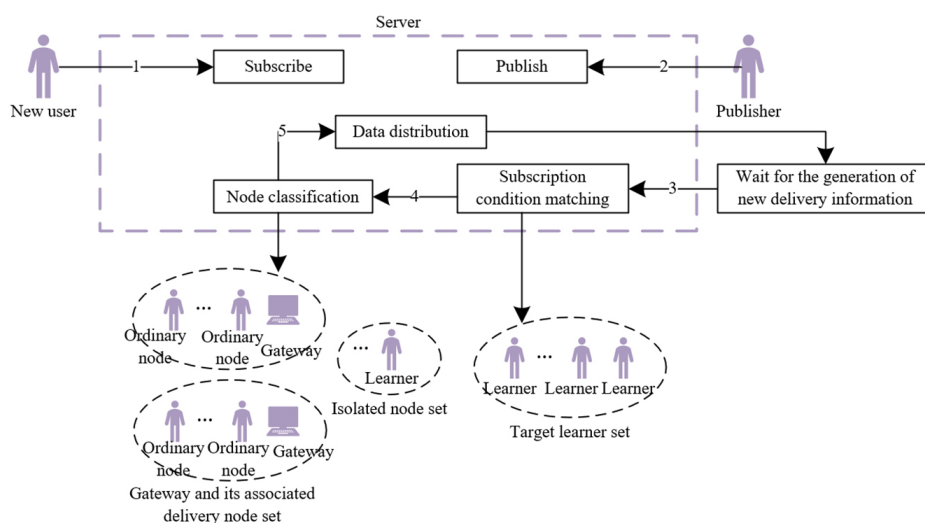 Server
1
Subscribe
Publish
2
New user
Publisher
5
Data distribution
Node classification
4
Subscription
condition matching
3
Wait for the generation of
new delivery information
...
Ordinary
node
Ordinary
node
Gateway
...
Learner
Isolated node set
...
Learner
Learner
Learner
Target learner set
...
Ordinary
node
Ordinary
node
Gateway
Gateway and its associated
delivery node set